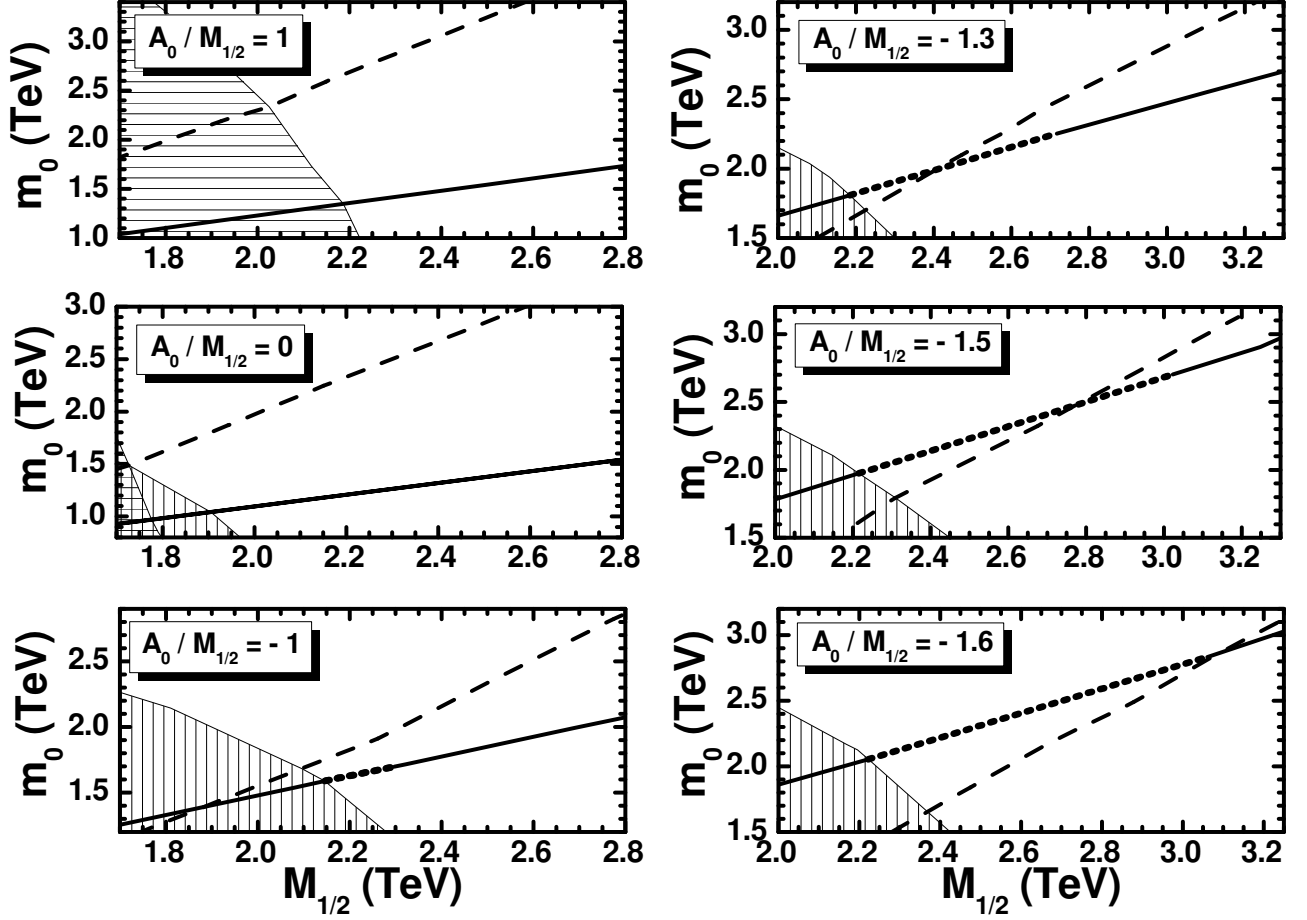 A0 / M1/2 = 1
m0 (TeV)
3.0
2.5
2.0
1.5
1.0
1.8 2.0 2.2 2.4 2.6 2.8
A0 / M1/2 = - 1.3
m0 (TeV)
3.0
2.5
2.0
1.5
2.0 2.2 2.4 2.6 2.8 3.0 3.2
A0 / M1/2 = 0
m0 (TeV)
3.0
2.5
2.0
1.5
1.0
1.8 2.0 2.2 2.4 2.6 2.8
A0 / M1/2 = - 1.5
m0 (TeV)
3.0
2.5
2.0
1.5
2.0 2.2 2.4 2.6 2.8 3.0 3.2
A0 / M1/2 = - 1
m0 (TeV)
2.5
2.0
1.5
1.8 2.0 2.2 2.4 2.6 2.8
M1/2 (TeV)
A0 / M1/2 = - 1.6
m0 (TeV)
3.0
2.5
2.0
1.5
2.0 2.2 2.4 2.6 2.8 3.0 3.2
M1/2 (TeV)